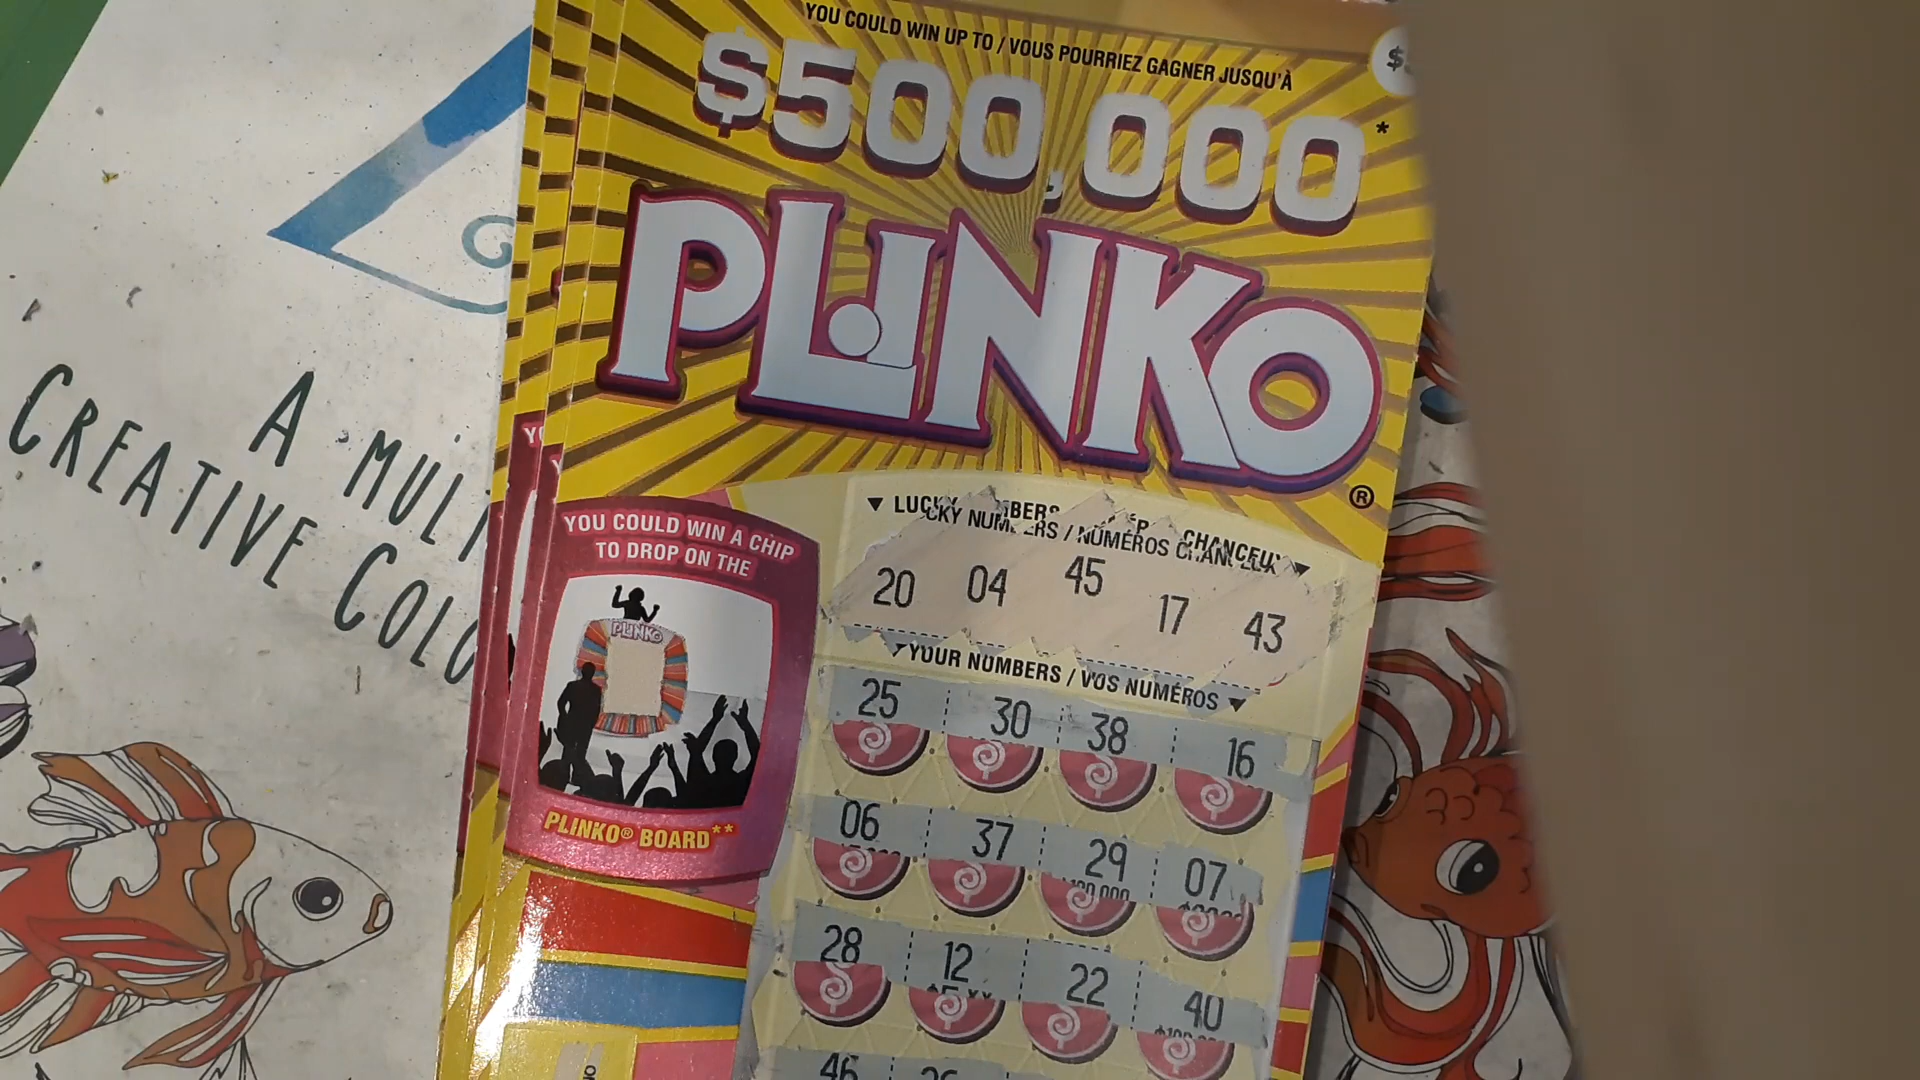 YOU COULD WIN UP TO / VOUS POURRIEZ GAGNER JUSQU'À
$500,000*
PLINKO®
A
CREATIVE
YOU COULD WIN A CHIP
TO DROP ON THE
PLINKO
PLINKO® BOARD**
LUCKY NUMBERS / NUMÉROS CHANCEUX
20 04 45 17 43
YOUR NUMBERS / VOS NUMÉROS
25 30 38 16
06 37 29 07
28 12 22 40
46